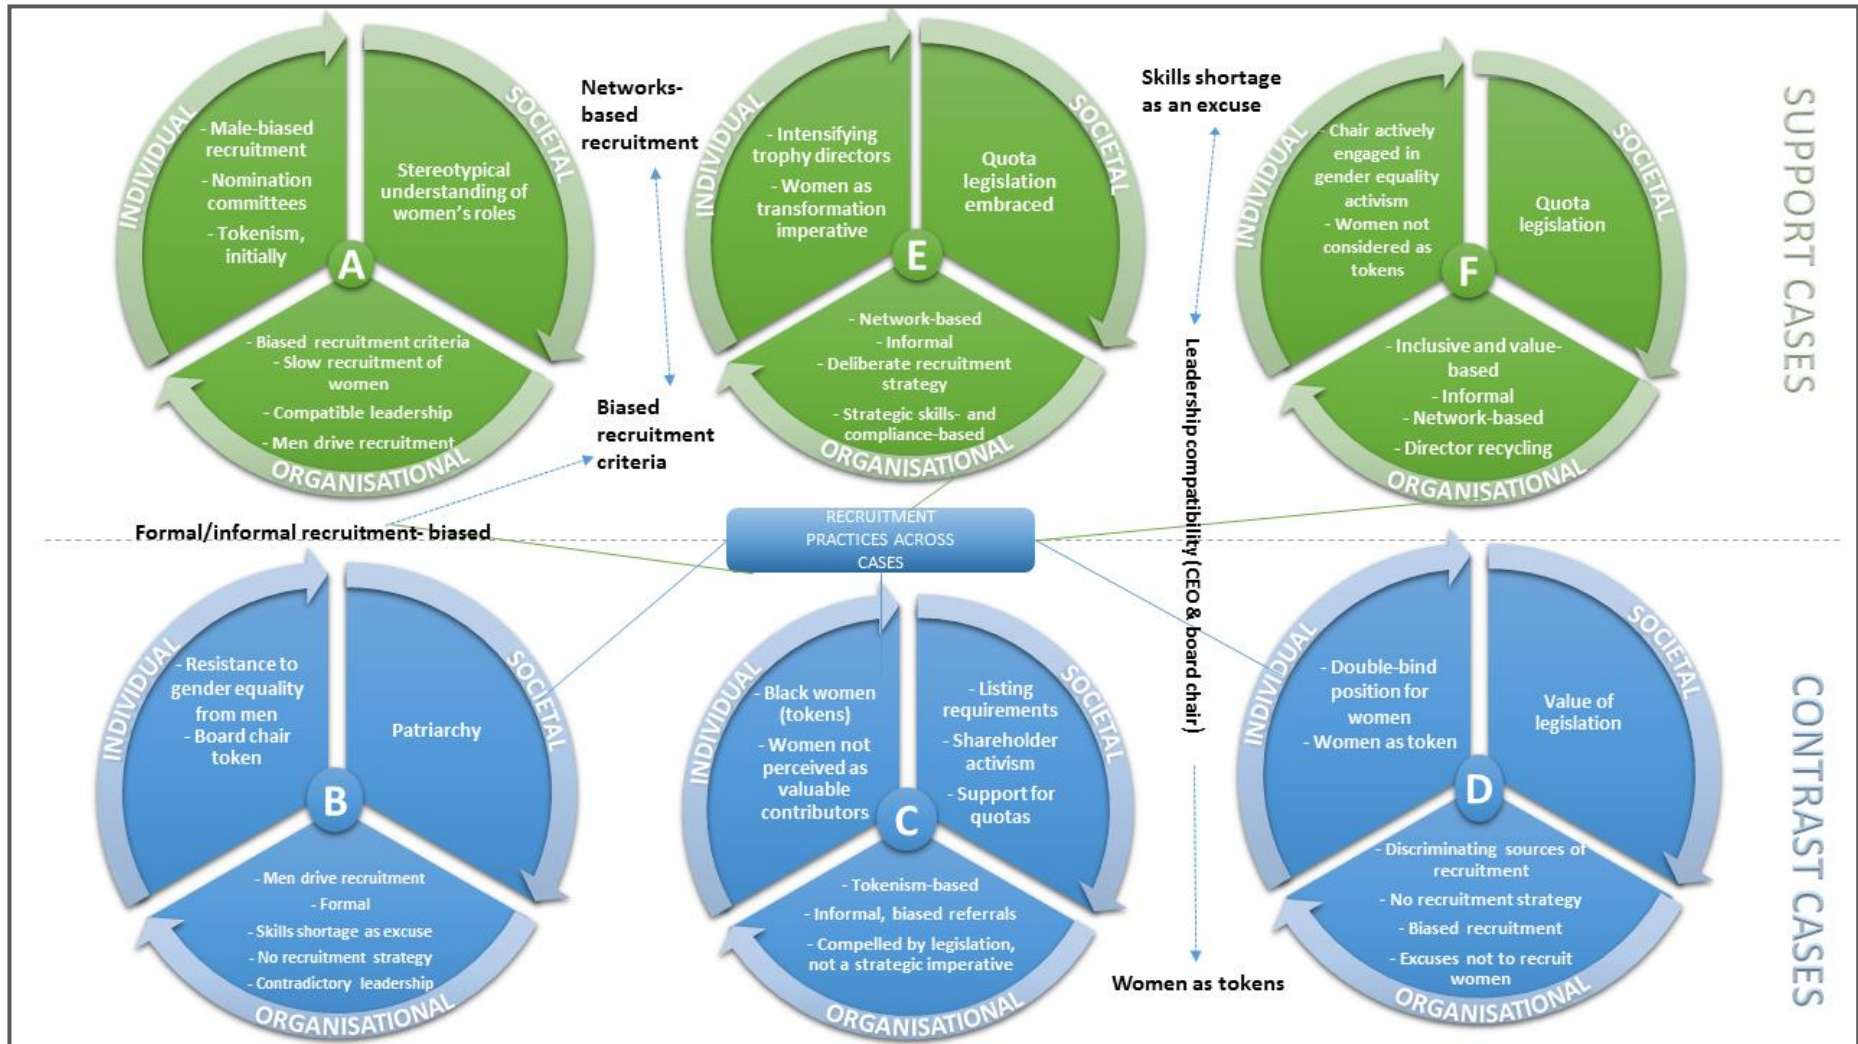 INDIVIDUAL
- Male-biased
recruitment
- Nomination
committees
- Tokenism,
initially
SOCIETAL
Stereotypical
understanding of
women's roles
A
- Biased recruitment criteria
- Slow recruitment of
women
- Compatible leadership
- Men drive recruitment
ORGANISATIONAL
Networks-
based
recruitment
Biased
recruitment
criteria
INDIVIDUAL
- Intensifying
trophy directors
- Women as
transformation
imperative
SOCIETAL
Quota
legislation
embraced
E
- Network-based
- Informal
- Deliberate recruitment
strategy
- Strategic skills- and
compliance-based
ORGANISATIONAL
Skills shortage
as an excuse
Leadership compatibility (CEO & board chair)
Women as tokens
INDIVIDUAL
- Chair actively
engaged in
gender equality
activism
- Women not
considered as
tokens
SOCIETAL
Quota
legislation
F
- Inclusive and value-
based
- Informal
- Network-based
- Director recycling
ORGANISATIONAL
SUPPORT CASES
Formal/informal recruitment- biased
RECRUITMENT
PRACTICES ACROSS
CASES
INDIVIDUAL
- Resistance to
gender equality
from men
- Board chair
token
SOCIETAL
Patriarchy
B
- Men drive recruitment
- Formal
- Skills shortage as excuse
- No recruitment strategy
- Contradictory leadership
ORGANISATIONAL
INDIVIDUAL
- Black women
(tokens)
- Women not
perceived as
valuable
contributors
SOCIETAL
- Listing
requirements
- Shareholder
activism
- Support for
quotas
C
- Tokenism-based
- Informal, biased referrals
- Compelled by legislation,
not a strategic imperative
ORGANISATIONAL
INDIVIDUAL
- Double-bind
position for
women
- Women as token
SOCIETAL
Value of
legislation
D
- Discriminating sources of
recruitment
- No recruitment strategy
- Biased recruitment
- Excuses not to recruit
women
ORGANISATIONAL
CONTRAST CASES